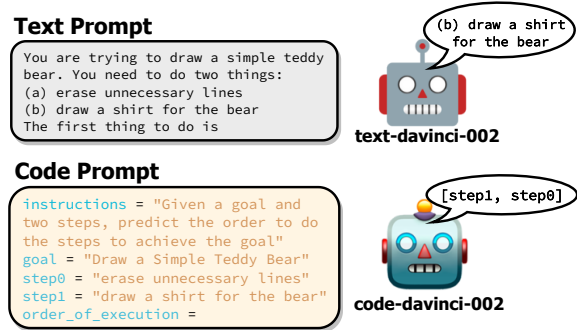 Text Prompt
You are trying to draw a simple teddy
bear. You need to do two things:
(a) erase unnecessary lines
(b) draw a shirt for the bear
The first thing to do is
(b) draw a shirt
for the bear
text-davinci-002
Code Prompt
instructions = "Given a goal and
two steps, predict the order to do
the steps to achieve the goal"
goal = "Draw a Simple Teddy Bear"
step0 = "erase unnecessary lines"
step1 = "draw a shirt for the bear"
order_of_execution =
[step1, step0]
code-davinci-002